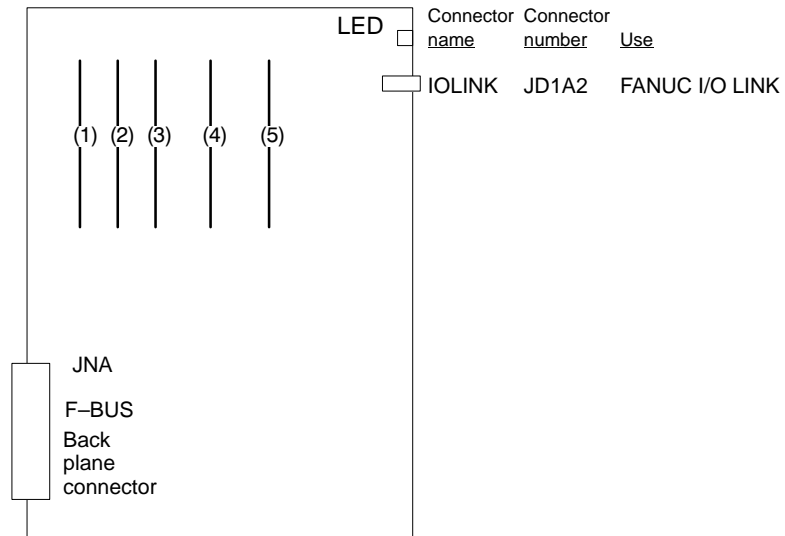 LED
Connector Connector
name number Use
IOLINK JD1A2 FANUC I/O LINK
(1) (2) (3) (4) (5)
JNA
F–BUS
Back
plane
connector